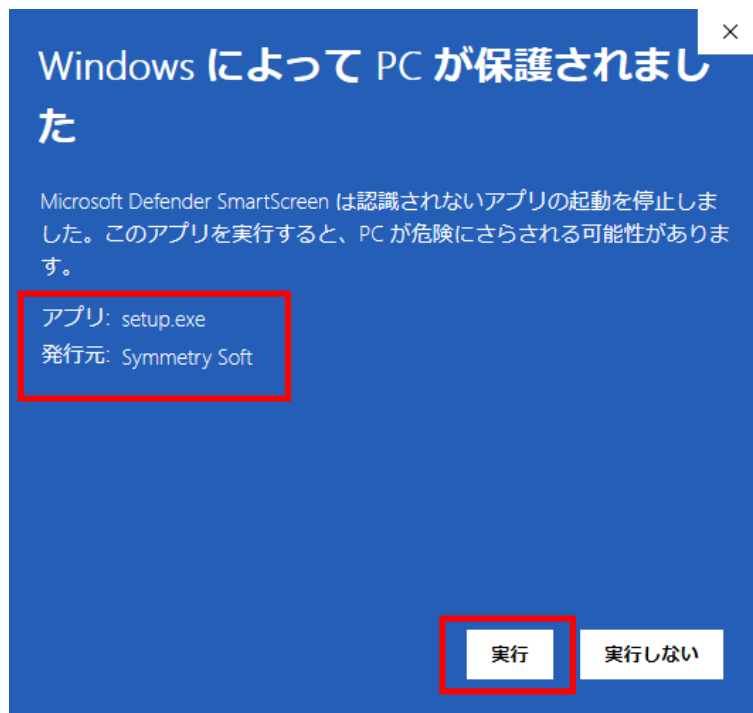 Windows によって PC が保護されまし
た
Microsoft Defender SmartScreen は認識されないアプリの起動を停止しま
した。このアプリを実行すると、PC が危険にさらされる可能性がありま
す。
アプリ: setup.exe
発行元: Symmetry Soft
実行 実行しない